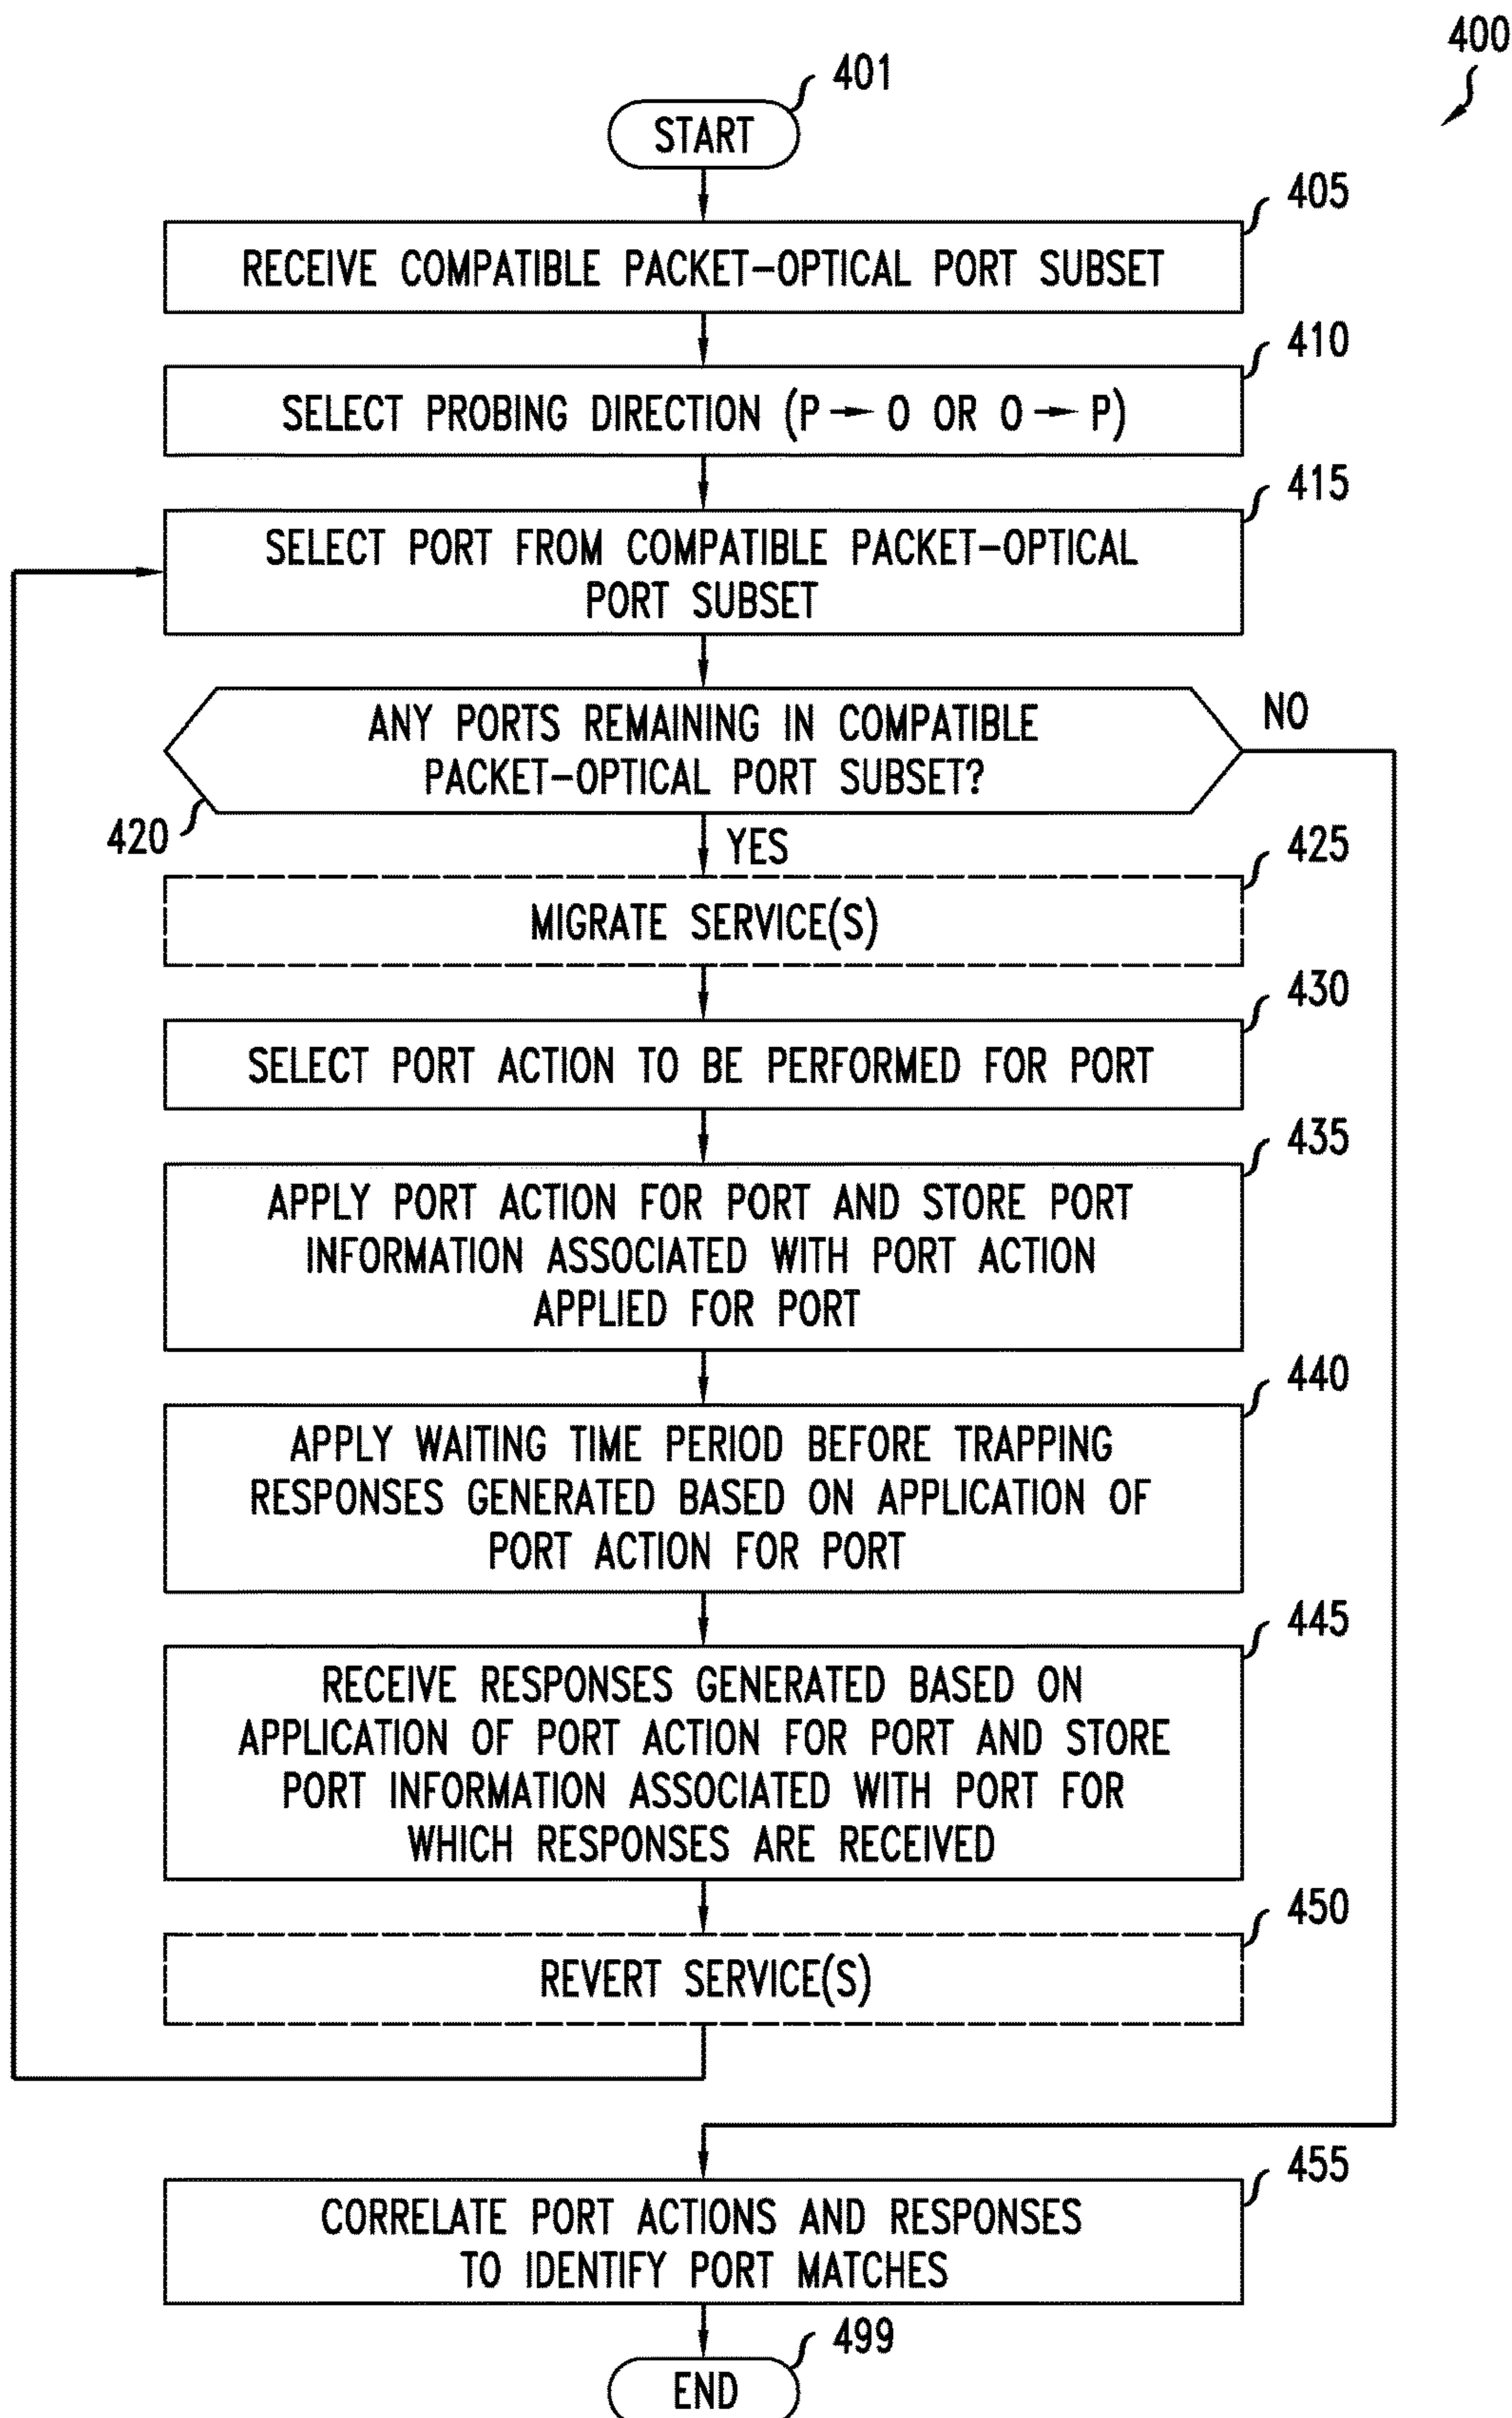 400
401
START
405
RECEIVE COMPATIBLE PACKET-OPTICAL PORT SUBSET
410
SELECT PROBING DIRECTION (P → O OR O → P)
415
SELECT PORT FROM COMPATIBLE PACKET-OPTICAL
PORT SUBSET
ANY PORTS REMAINING IN COMPATIBLE
PACKET-OPTICAL PORT SUBSET?
NO
420
YES
425
MIGRATE SERVICE(S)
430
SELECT PORT ACTION TO BE PERFORMED FOR PORT
435
APPLY PORT ACTION FOR PORT AND STORE PORT
INFORMATION ASSOCIATED WITH PORT ACTION
APPLIED FOR PORT
440
APPLY WAITING TIME PERIOD BEFORE TRAPPING
RESPONSES GENERATED BASED ON APPLICATION OF
PORT ACTION FOR PORT
445
RECEIVE RESPONSES GENERATED BASED ON
APPLICATION OF PORT ACTION FOR PORT AND STORE
PORT INFORMATION ASSOCIATED WITH PORT FOR
WHICH RESPONSES ARE RECEIVED
450
REVERT SERVICE(S)
455
CORRELATE PORT ACTIONS AND RESPONSES
TO IDENTIFY PORT MATCHES
499
END